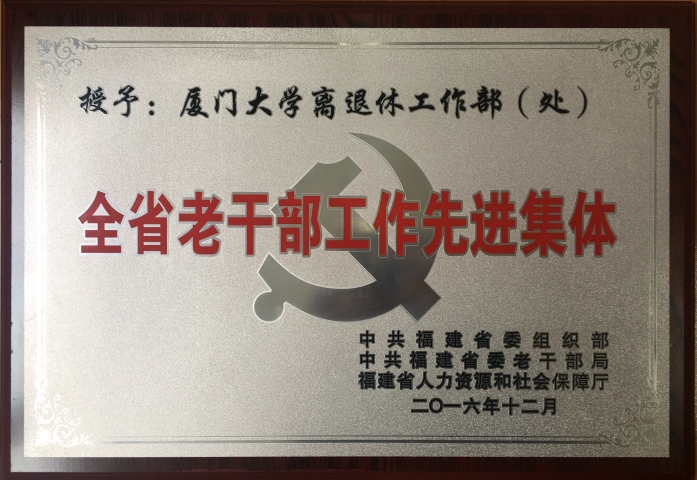 授予：厦门大学离退休工作部（处）
全省老干部工作先进集体
中共福建省委组织部
中共福建省委老干部局
福建省人力资源和社会保障厅
二〇一六年十二月